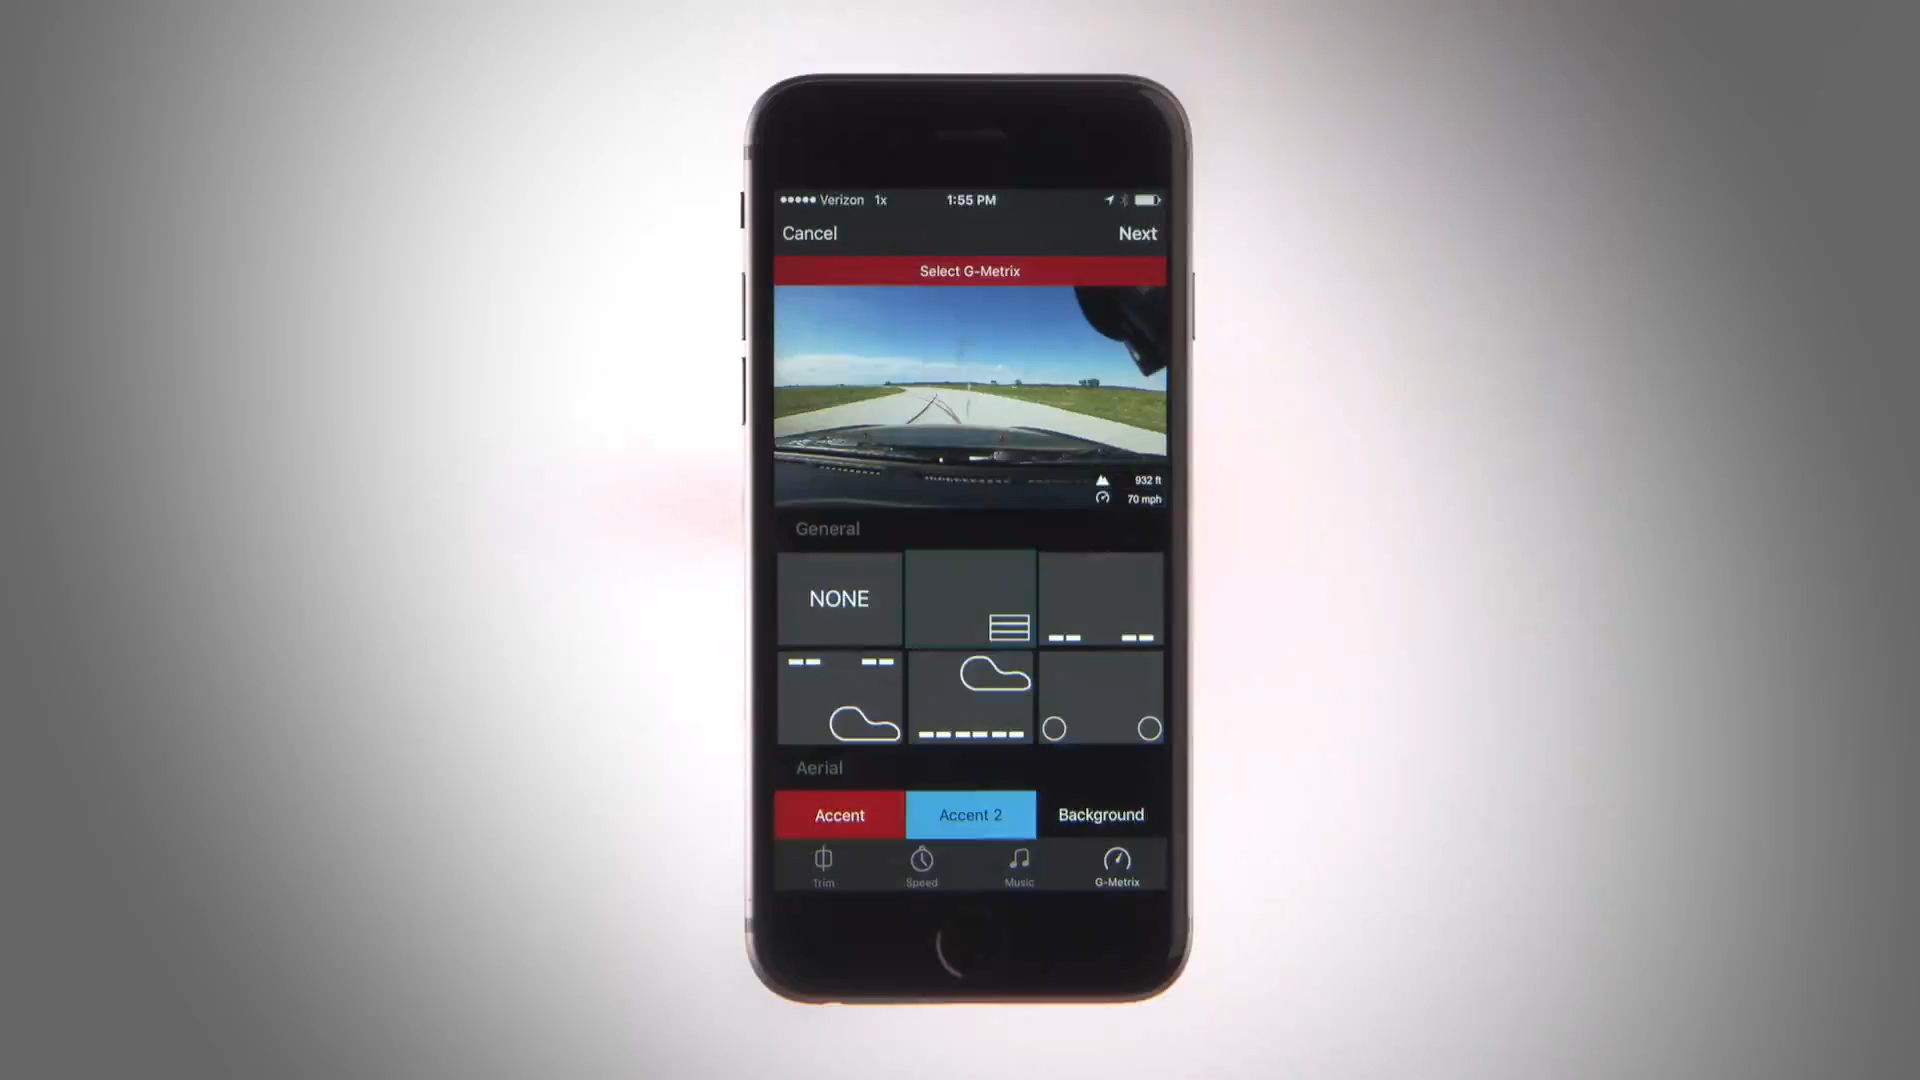 Verizon 1x 1:55 PM
Cancel Next
Select G-Metrix
932 ft
70 mph
General
NONE
Aerial
Accent Accent 2 Background
Trim Speed Music G-Metrix